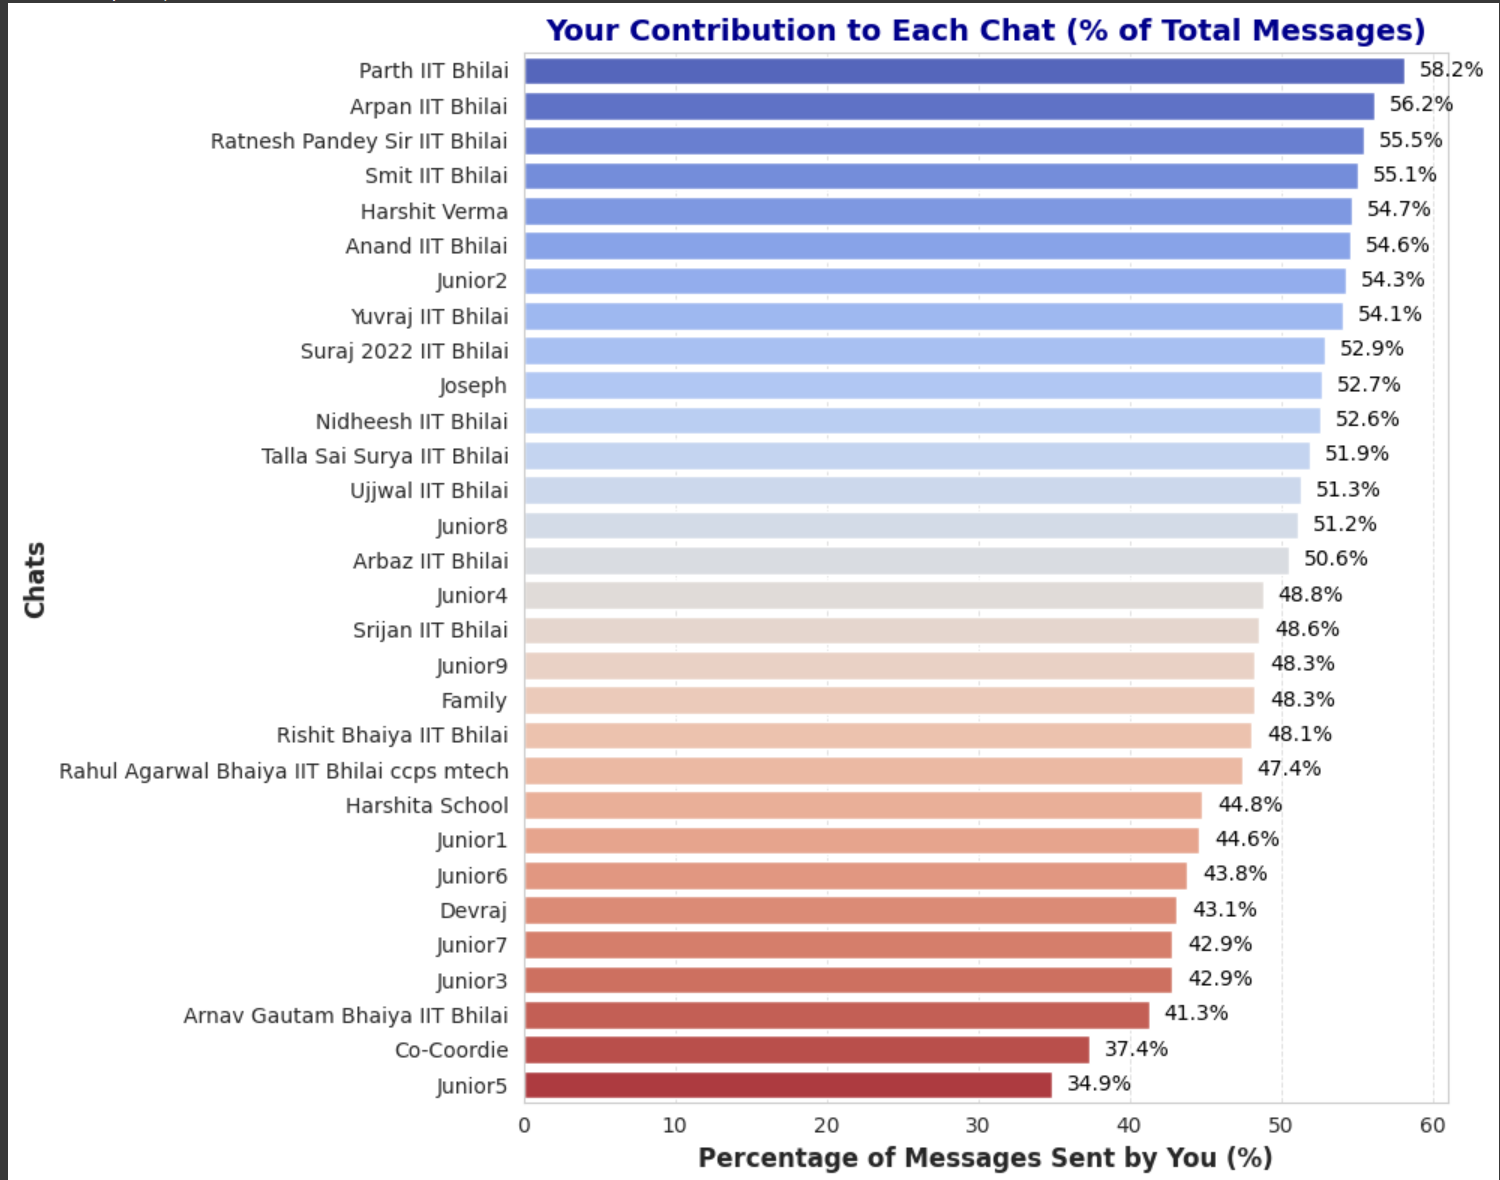 Your Contribution to Each Chat (% of Total Messages)
Parth IIT Bhilai 58.2%
Arpan IIT Bhilai 56.2%
Ratnesh Pandey Sir IIT Bhilai 55.5%
Smit IIT Bhilai 55.1%
Harshit Verma 54.7%
Anand IIT Bhilai 54.6%
Junior2 54.3%
Yuvraj IIT Bhilai 54.1%
Suraj 2022 IIT Bhilai 52.9%
Joseph 52.7%
Nidheesh IIT Bhilai 52.6%
Talla Sai Surya IIT Bhilai 51.9%
Ujjwal IIT Bhilai 51.3%
Junior8 51.2%
Arbaz IIT Bhilai 50.6%
Junior4 48.8%
Srijan IIT Bhilai 48.6%
Junior9 48.3%
Family 48.3%
Rishit Bhaiya IIT Bhilai 48.1%
Rahul Agarwal Bhaiya IIT Bhilai ccps mtech 47.4%
Harshita School 44.8%
Junior1 44.6%
Junior6 43.8%
Devraj 43.1%
Junior7 42.9%
Junior3 42.9%
Arnav Gautam Bhaiya IIT Bhilai 41.3%
Co-Coordie 37.4%
Junior5 34.9%
Chats
0 10 20 30 40 50 60
Percentage of Messages Sent by You (%)